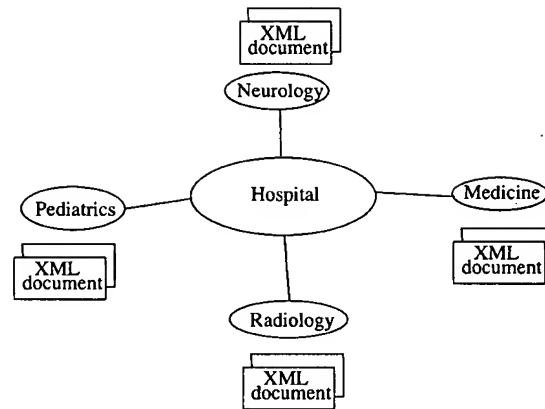 XML
document
Neurology
Hospital
Pediatrics
Medicine
XML
document
XML
document
Radiology
XML
document